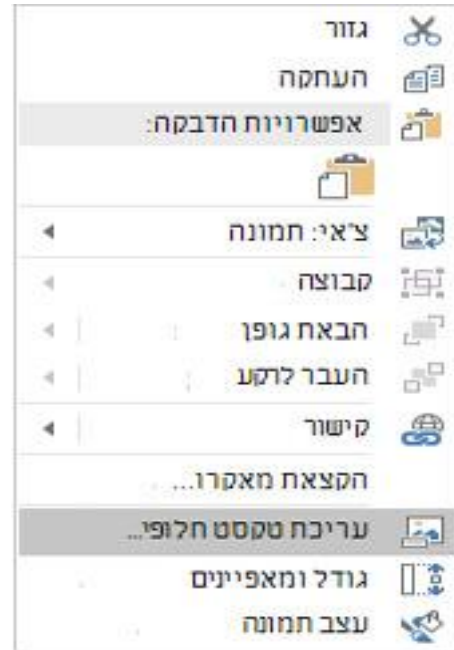 גזור
העתקה
אפשרויות הדבקה:
צ'אי: תמונה
קבוצה
הבאת גופן
העבר לרקע
קישור
הקצאת מאקרו...
עריכת טקסט חלופי...
גודל ומאפיינים
עצב תמונה